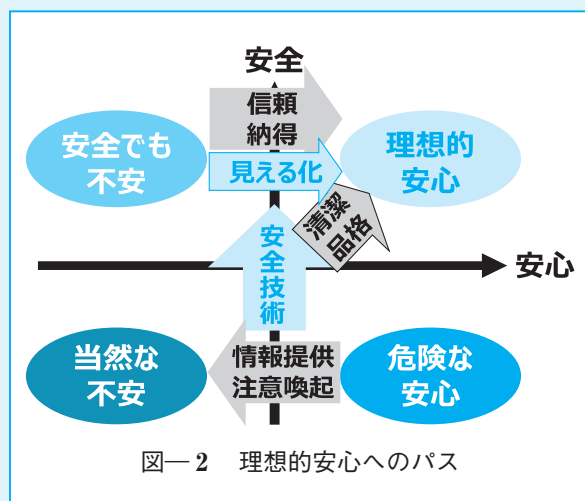 安全
信頼
納得
安全でも
不安
見える化
理想的
安心
清潔
品格
安全技術
安心
当然な
不安
情報提供
注意喚起
危険な
安心
図—2 理想的安心へのパス